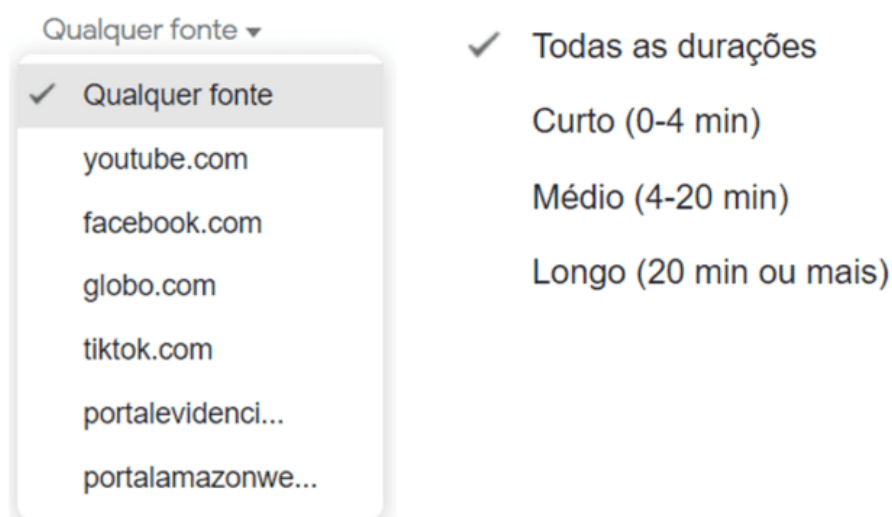 Qualquer fonte
Qualquer fonte
youtube.com
facebook.com
globo.com
tiktok.com
portalevidenci...
portalamazonwe...
Todas as durações
Curto (0-4 min)
Médio (4-20 min)
Longo (20 min ou mais)